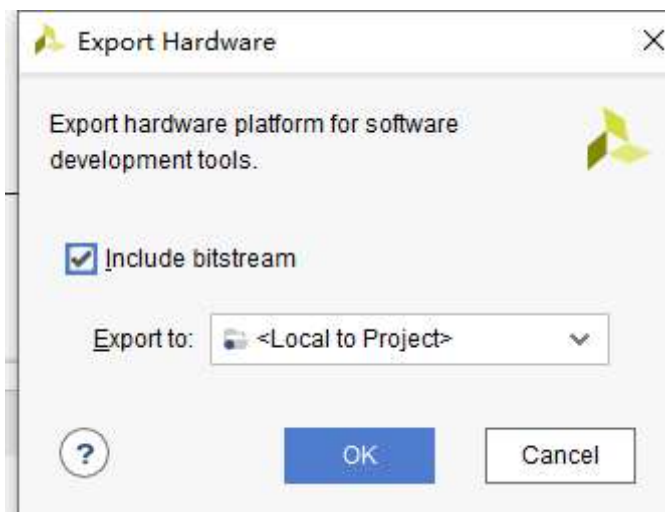 Export Hardware
Export hardware platform for software
development tools.
Include bitstream
Export to: <Local to Project>
?
OK Cancel